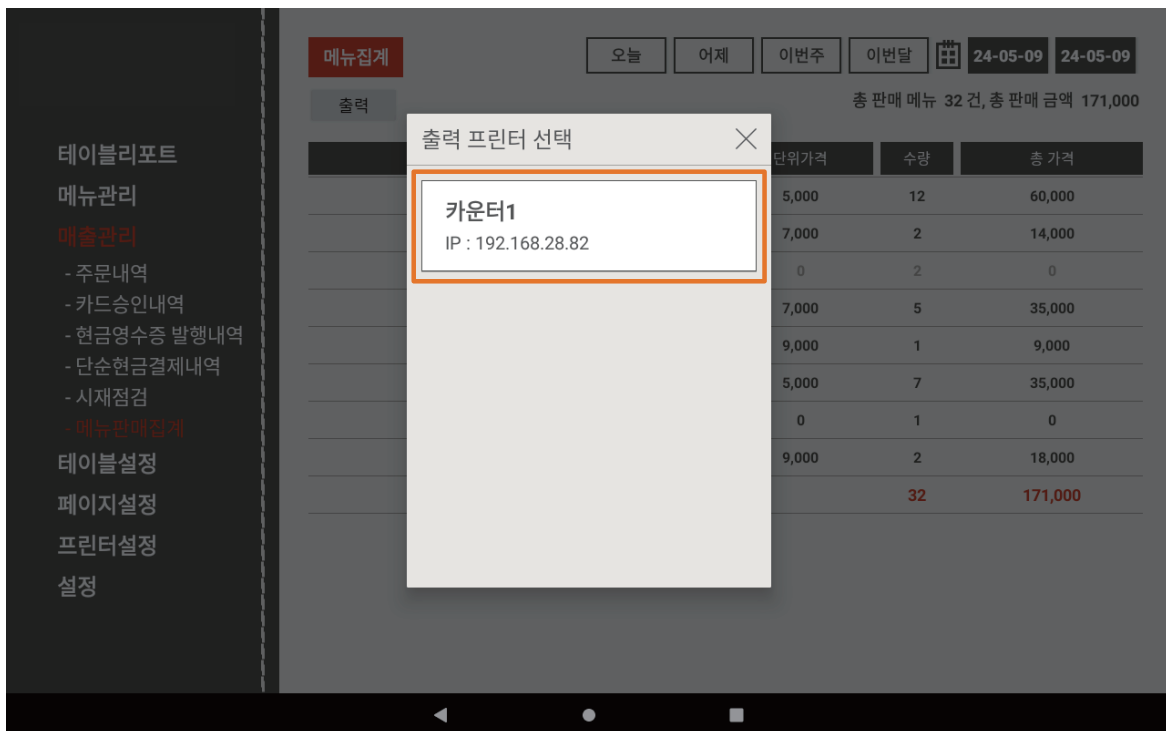 메뉴집계
오늘 어제 이번주 이번달 24-05-09 24-05-09
출력
총 판매 메뉴 32 건, 총 판매 금액 171,000
테이블리포트
메뉴관리
매출관리
- 주문내역
- 카드승인내역
- 현금영수증 발행내역
- 단순현금결제내역
- 시재점검
- 메뉴판매집계
테이블설정
페이지설정
프린터설정
설정
출력 프린터 선택
카운터1
IP : 192.168.28.82
단위가격 수량 총 가격
5,000 12 60,000
7,000 2 14,000
0 2 0
7,000 5 35,000
9,000 1 9,000
5,000 7 35,000
0 1 0
9,000 2 18,000
32 171,000